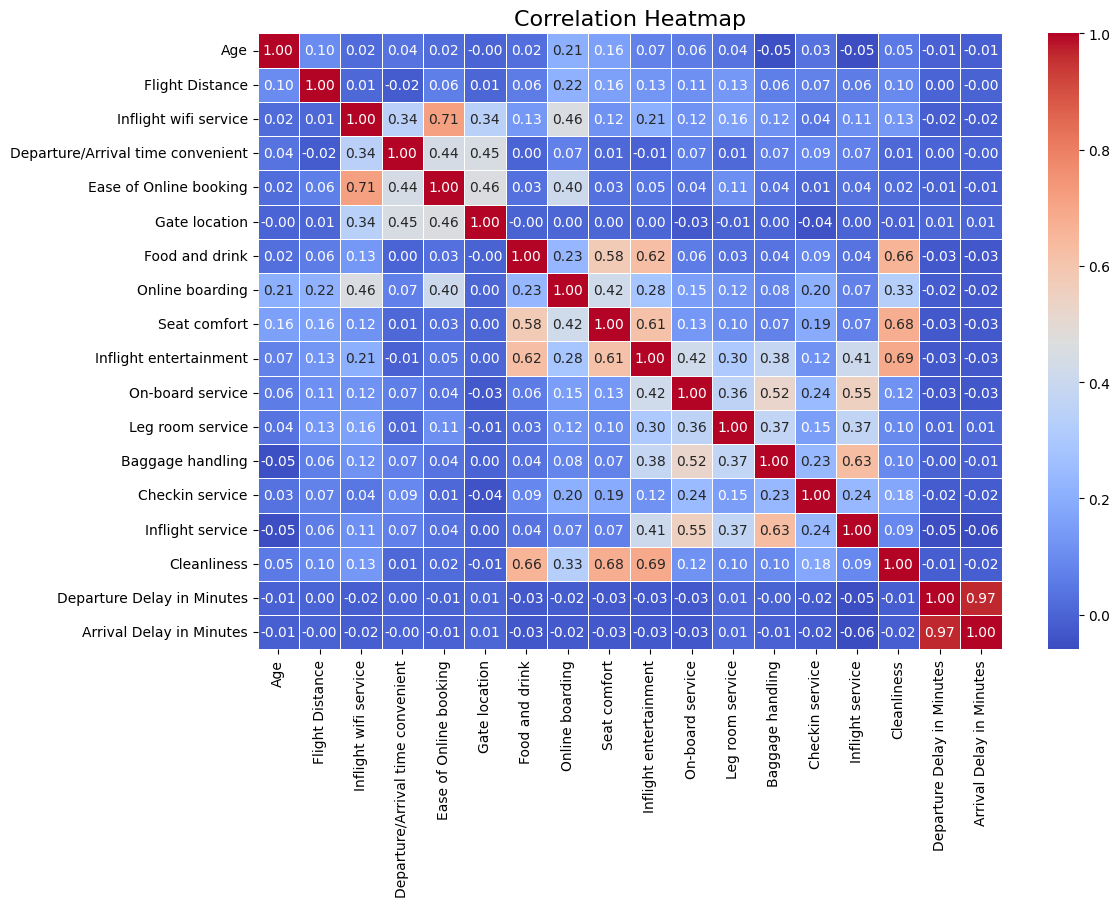 Correlation Heatmap
Age 1.00 0.10 0.02 0.04 0.02 -0.00 0.02 0.21 0.16 0.07 0.06 0.04 -0.05 0.03 -0.05 0.05 -0.01 -0.01
Flight Distance 0.10 1.00 0.01 -0.02 0.06 0.01 0.06 0.22 0.16 0.13 0.11 0.13 0.06 0.07 0.06 0.10 0.00 -0.00
Inflight wifi service 0.02 0.01 1.00 0.34 0.71 0.34 0.13 0.46 0.12 0.21 0.12 0.16 0.12 0.04 0.11 0.13 -0.02 -0.02
Departure/Arrival time convenient 0.04 -0.02 0.34 1.00 0.44 0.45 0.00 0.07 0.01 -0.01 0.07 0.01 0.07 0.09 0.07 0.01 0.00 -0.00
Ease of Online booking 0.02 0.06 0.71 0.44 1.00 0.46 0.03 0.40 0.03 0.05 0.04 0.11 0.04 0.01 0.04 0.02 -0.01 -0.01
Gate location -0.00 0.01 0.34 0.45 0.46 1.00 -0.00 0.00 0.00 0.00 -0.03 -0.01 0.00 -0.04 0.00 -0.01 0.01 0.01
Food and drink 0.02 0.06 0.13 0.00 0.03 -0.00 1.00 0.23 0.58 0.62 0.06 0.03 0.04 0.09 0.04 0.66 -0.03 -0.03
Online boarding 0.21 0.22 0.46 0.07 0.40 0.00 0.23 1.00 0.42 0.28 0.15 0.12 0.08 0.20 0.07 0.33 -0.02 -0.02
Seat comfort 0.16 0.16 0.12 0.01 0.03 0.00 0.58 0.42 1.00 0.61 0.13 0.10 0.07 0.19 0.07 0.68 -0.03 -0.03
Inflight entertainment 0.07 0.13 0.21 -0.01 0.05 0.00 0.62 0.28 0.61 1.00 0.42 0.30 0.38 0.12 0.41 0.69 -0.03 -0.03
On-board service 0.06 0.11 0.12 0.07 0.04 -0.03 0.06 0.15 0.13 0.42 1.00 0.36 0.52 0.24 0.55 0.12 -0.03 -0.03
Leg room service 0.04 0.13 0.16 0.01 0.11 -0.01 0.03 0.12 0.10 0.30 0.36 1.00 0.37 0.15 0.37 0.10 0.01 0.01
Baggage handling -0.05 0.06 0.12 0.07 0.04 0.00 0.04 0.08 0.07 0.38 0.52 0.37 1.00 0.23 0.63 0.10 -0.00 -0.01
Checkin service 0.03 0.07 0.04 0.09 0.01 -0.04 0.09 0.20 0.19 0.12 0.24 0.15 0.23 1.00 0.24 0.18 -0.02 -0.02
Inflight service -0.05 0.06 0.11 0.07 0.04 0.00 0.04 0.07 0.07 0.41 0.55 0.37 0.63 0.24 1.00 0.09 -0.05 -0.06
Cleanliness 0.05 0.10 0.13 0.01 0.02 -0.01 0.66 0.33 0.68 0.69 0.12 0.10 0.10 0.18 0.09 1.00 -0.01 -0.02
Departure Delay in Minutes -0.01 0.00 -0.02 0.00 -0.01 0.01 -0.03 -0.02 -0.03 -0.03 -0.03 0.01 -0.00 -0.02 -0.05 -0.01 1.00 0.97
Arrival Delay in Minutes -0.01 -0.00 -0.02 -0.00 -0.01 0.01 -0.03 -0.02 -0.03 -0.03 -0.03 0.01 -0.01 -0.02 -0.06 -0.02 0.97 1.00
Age
Flight Distance
Inflight wifi service
Departure/Arrival time convenient
Ease of Online booking
Gate location
Food and drink
Online boarding
Seat comfort
Inflight entertainment
On-board service
Leg room service
Baggage handling
Checkin service
Inflight service
Cleanliness
Departure Delay in Minutes
Arrival Delay in Minutes
1.0
0.8
0.6
0.4
0.2
0.0